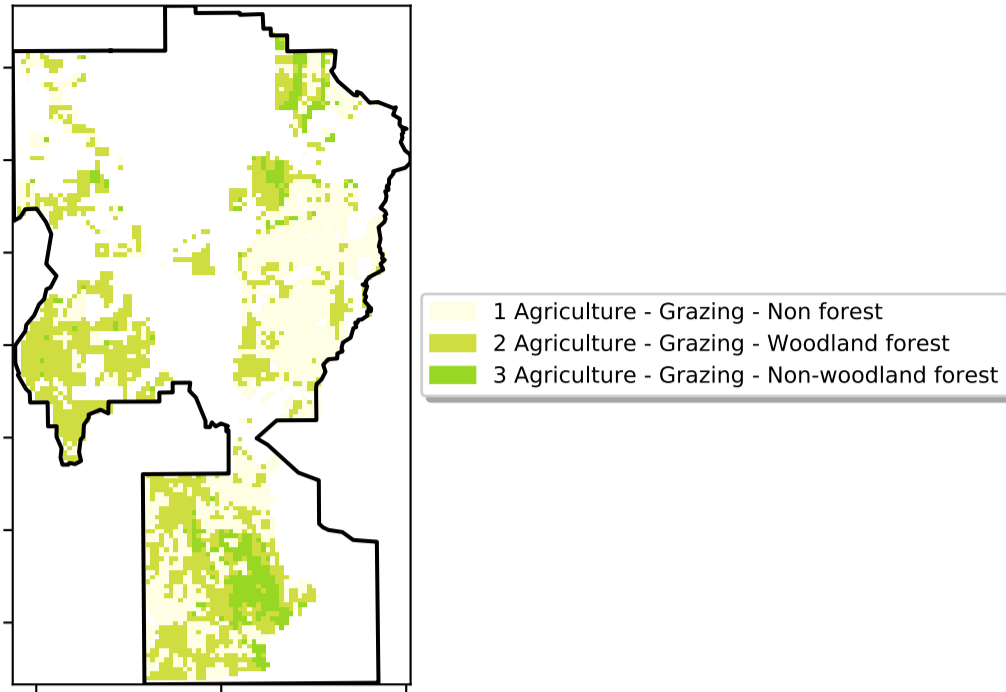 1 Agriculture - Grazing - Non forest
2 Agriculture - Grazing - Woodland forest
3 Agriculture - Grazing - Non-woodland forest